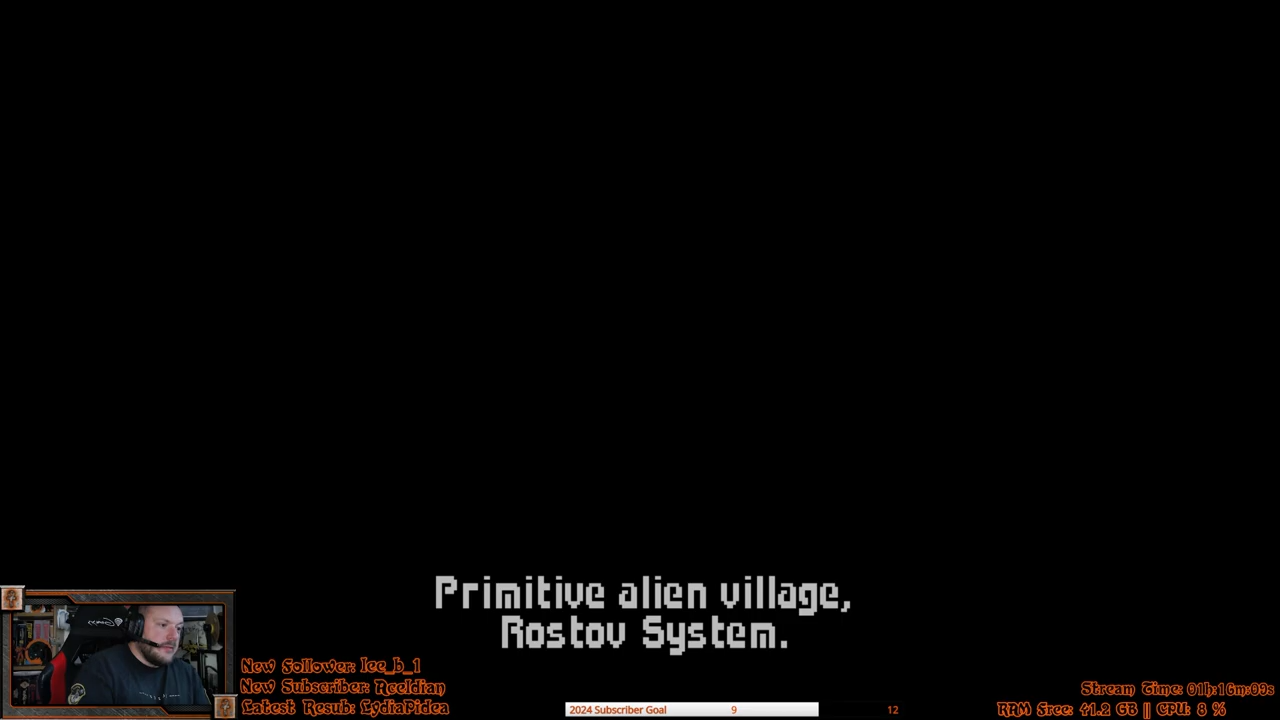 Primitive alien village,
Rostov System.
New Follower: lee_b_1
New Subscriber: Aceldian
Latest Resub: LydiaPidea
2024 Subscriber Goal 9 12
Stream Time: 01h:16m:09s
RAM Free: 41.2 GB || CPU: 8 %